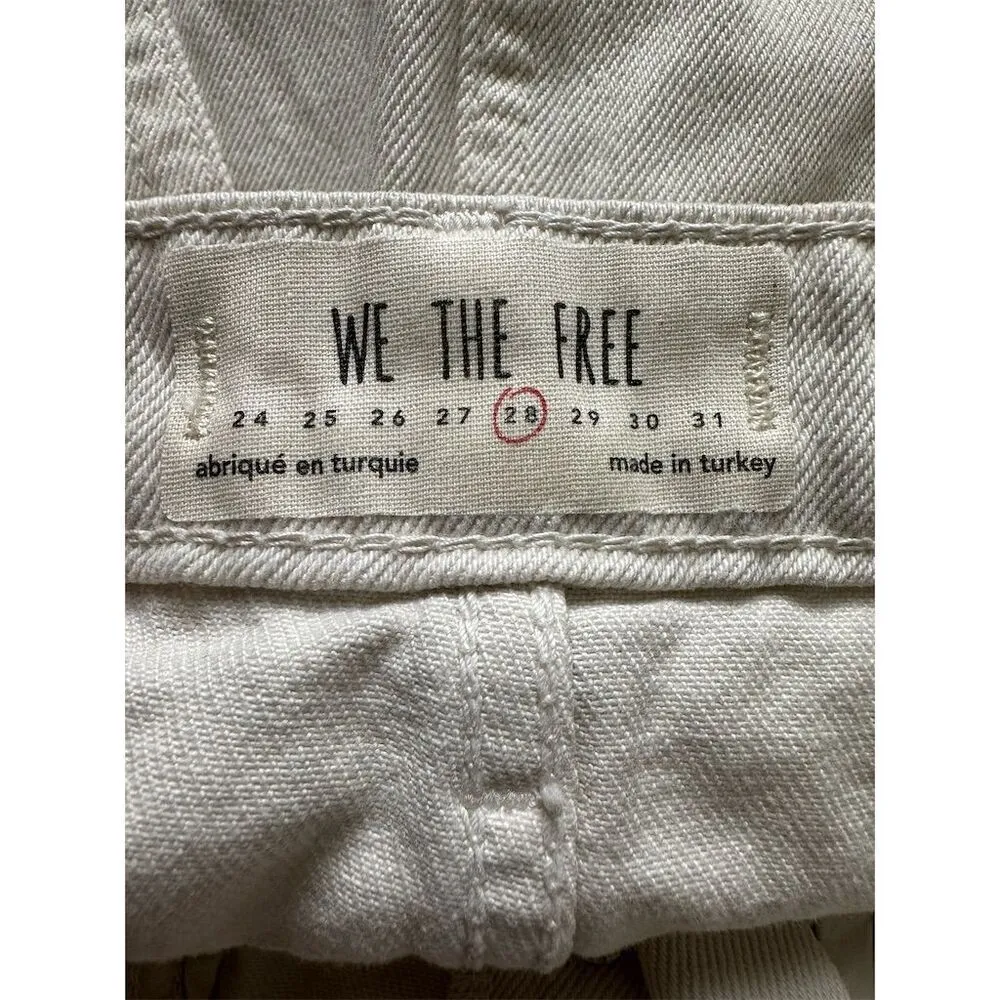 WE THE FREE
24 25 26 27 28 29 30 31
abriqué en turquie made in turkey